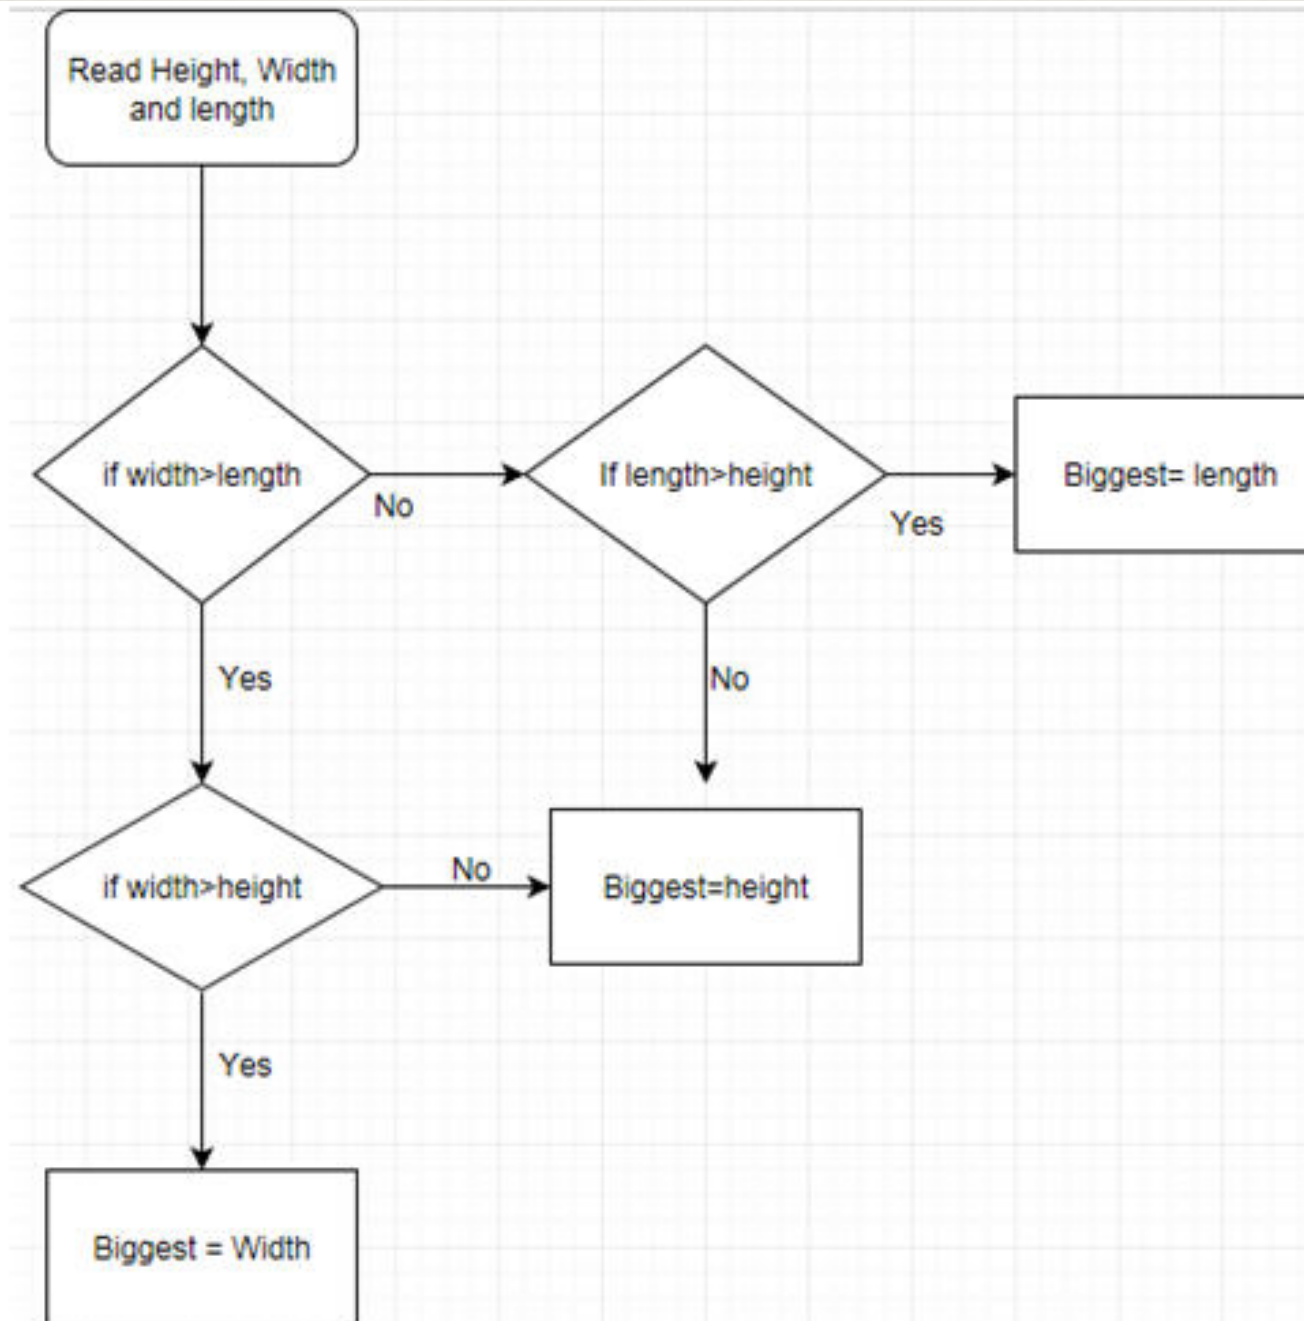 Read Height, Width
and length
if width>length
No
If length>height
Yes
Biggest= length
Yes
No
if width>height
No
Biggest=height
Yes
Biggest = Width